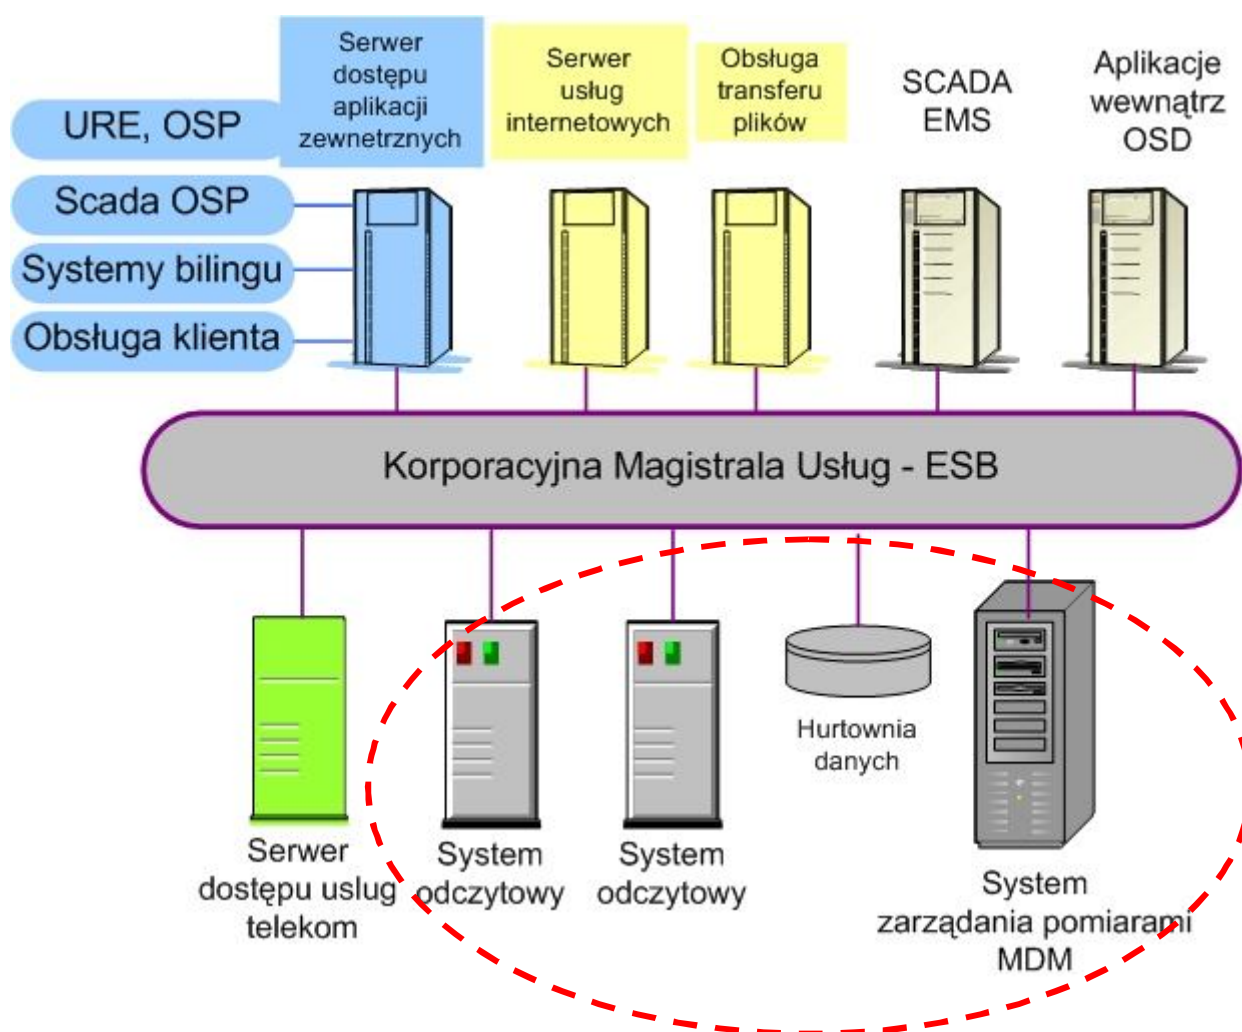 Serwer
dostępu
aplikacji
zewnetrznych
Serwer
usług
internetowych
Obsługa
transferu
plików
SCADA
EMS
Aplikacje
wewnątrz
OSD
URE, OSP
Scada OSP
Systemy bilingu
Obsługa klienta
Korporacyjna Magistrala Usług - ESB
Serwer
dostępu uslug
telekom
System
odczytowy
System
odczytowy
Hurtownia
danych
System
zarządania pomiarami
MDM